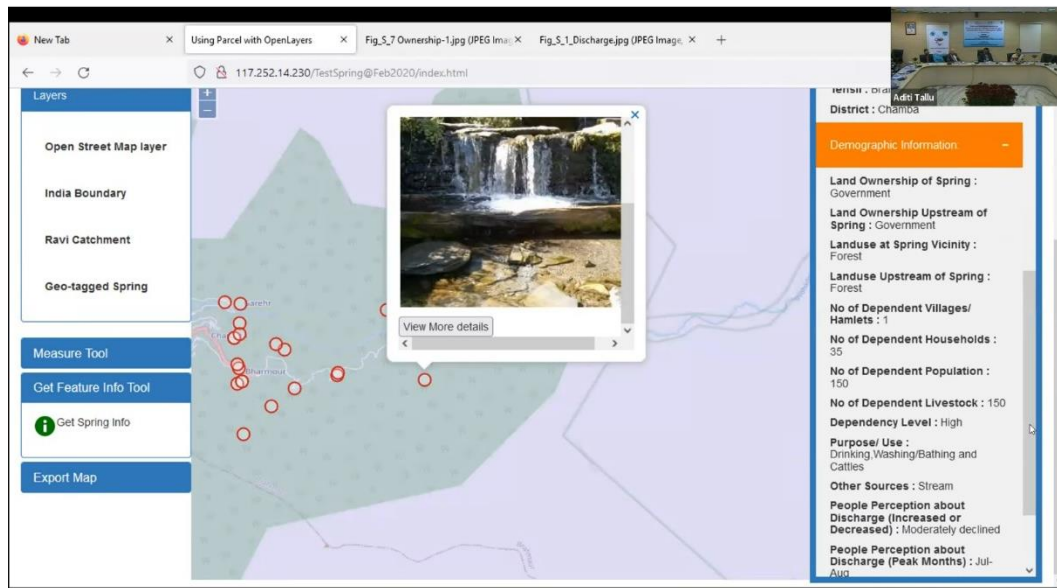 New Tab
Using Parcel with OpenLayers
Fig_S_7 Ownership-1.jpg (JPEG Imag
Fig_S_1_Discharge.jpg (JPEG Image,
117.252.14.230/TestSpring@Feb2020/index.html
Aditi Tallu
Layers
Open Street Map layer
India Boundary
Ravi Catchment
Geo-tagged Spring
Measure Tool
Get Feature Info Tool
Get Spring Info
Export Map
View More details
Bharmour
District : Chamba
Demographic Information
Land Ownership of Spring :
Government
Land Ownership Upstream of
Spring : Government
Landuse at Spring Vicinity :
Forest
Landuse Upstream of Spring :
Forest
No of Dependent Villages/
Hamlets : 1
No of Dependent Households :
35
No of Dependent Population :
150
No of Dependent Livestock : 150
Dependency Level : High
Purpose/ Use :
Drinking,Washing/Bathing and
Catties
Other Sources : Stream
People Perception about
Discharge (Increased or
Decreased) : Moderately declined
People Perception about
Discharge (Peak Months) : Jul-
Aug